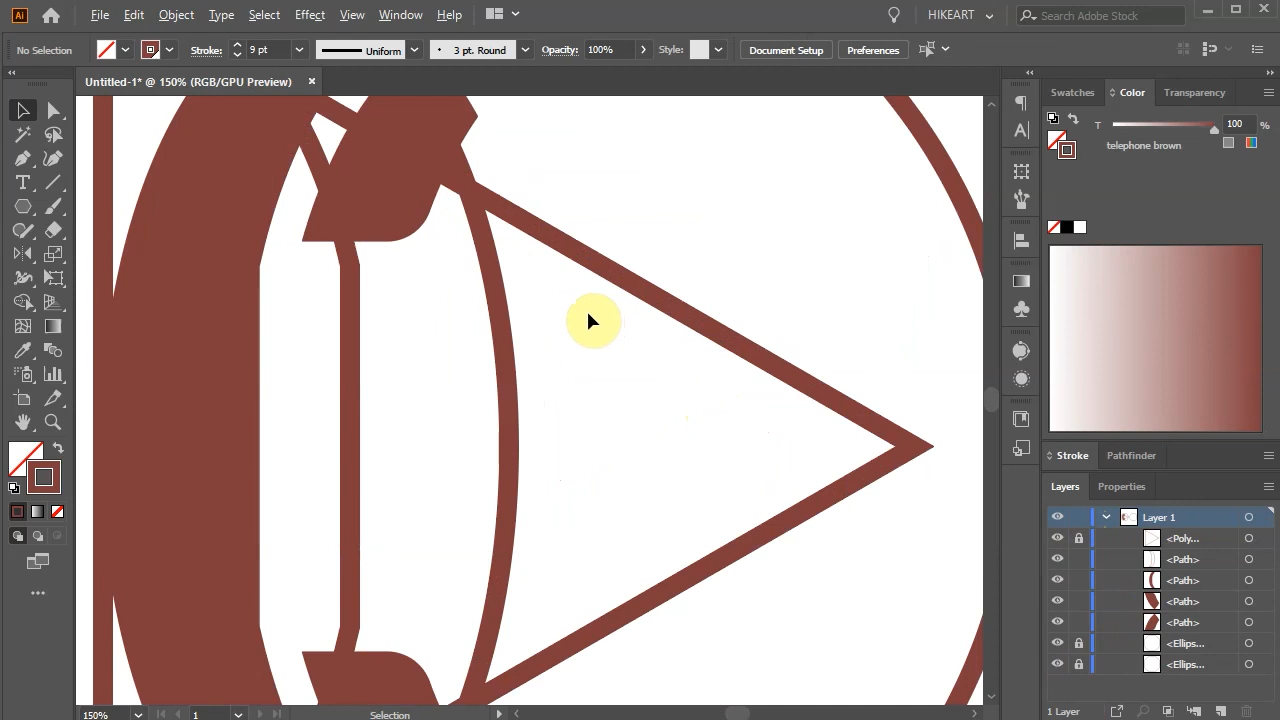 Ai File Edit Object Type Select Effect View Window Help HIKEART Search Adobe Stock
No Selection Stroke: 9 pt Uniform 3 pt. Round Opacity: 100% Style: Document Setup Preferences
Untitled-1* @ 150% (RGB/GPU Preview)
Swatches Color Transparency
T 100 %
telephone brown
Stroke Pathfinder
Layers Properties
Layer 1
<Poly...
<Path>
<Path>
<Path>
<Path>
<Ellips...
<Ellips...
1 Layer
150% 1 Selection